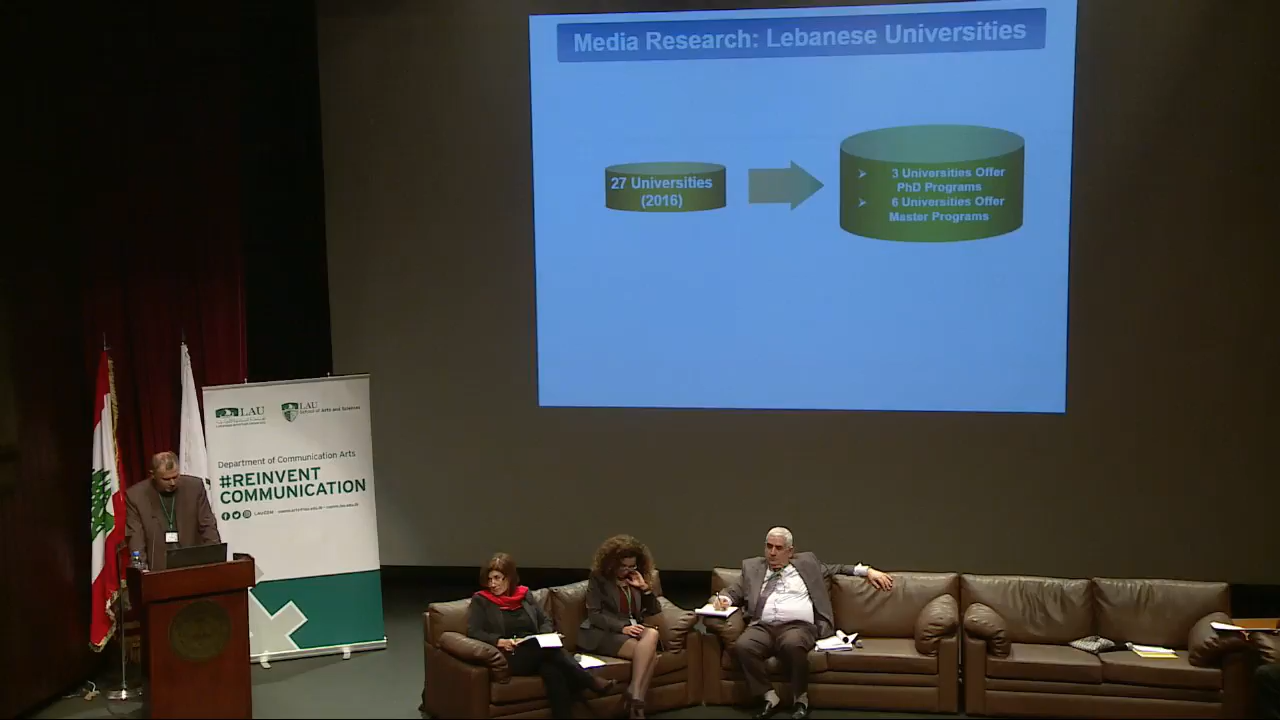 Media Research: Lebanese Universities
27 Universities
(2016)
3 Universities Offer
PhD Programs
6 Universities Offer
Master Programs
LAU
LAU
School of Arts and Sciences
Department of Communication Arts
#REINVENT
COMMUNICATION